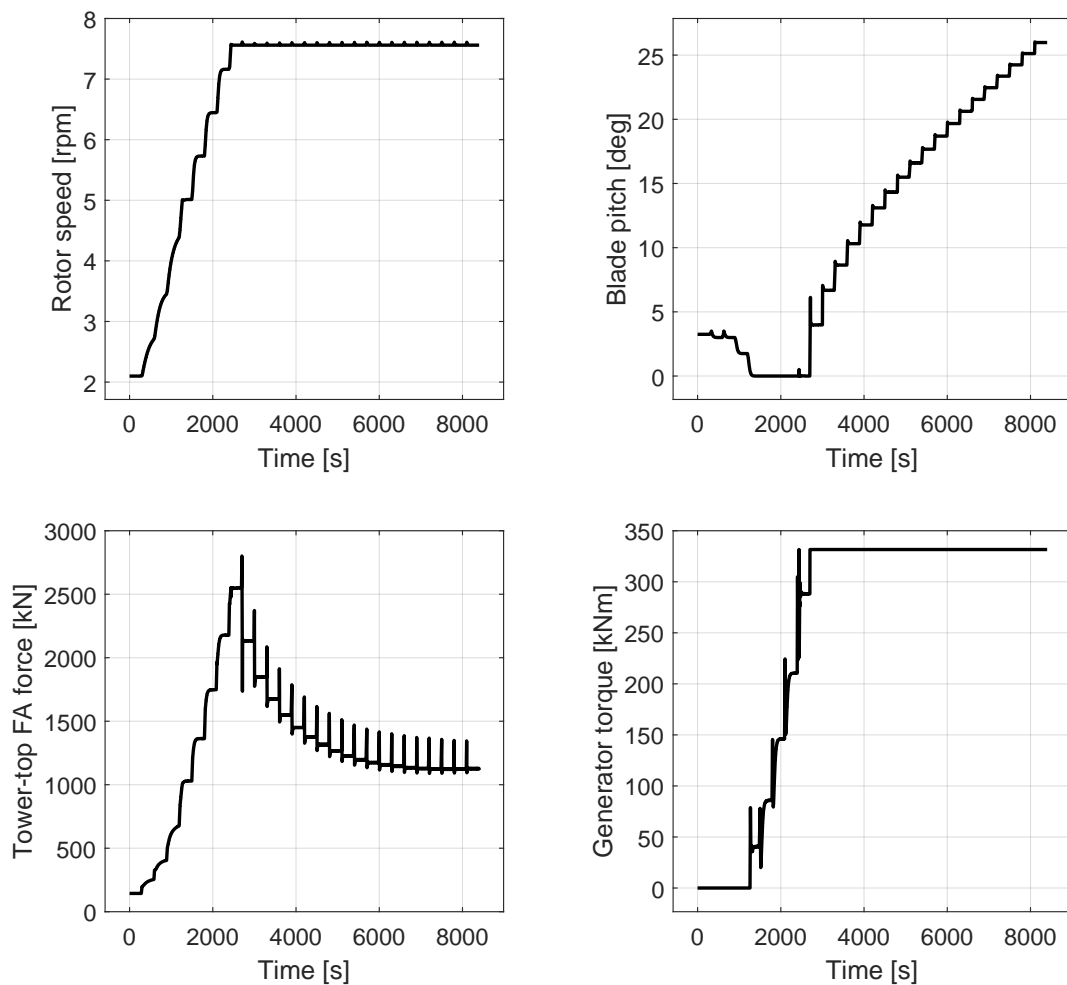 Rotor speed [rpm]
8
7
6
5
4
3
2
0 2000 4000 6000 8000
Time [s]
Blade pitch [deg]
25
20
15
10
5
0
0 2000 4000 6000 8000
Time [s]
Tower-top FA force [kN]
3000
2500
2000
1500
1000
500
0
0 2000 4000 6000 8000
Time [s]
Generator torque [kNm]
350
300
250
200
150
100
50
0
0 2000 4000 6000 8000
Time [s]